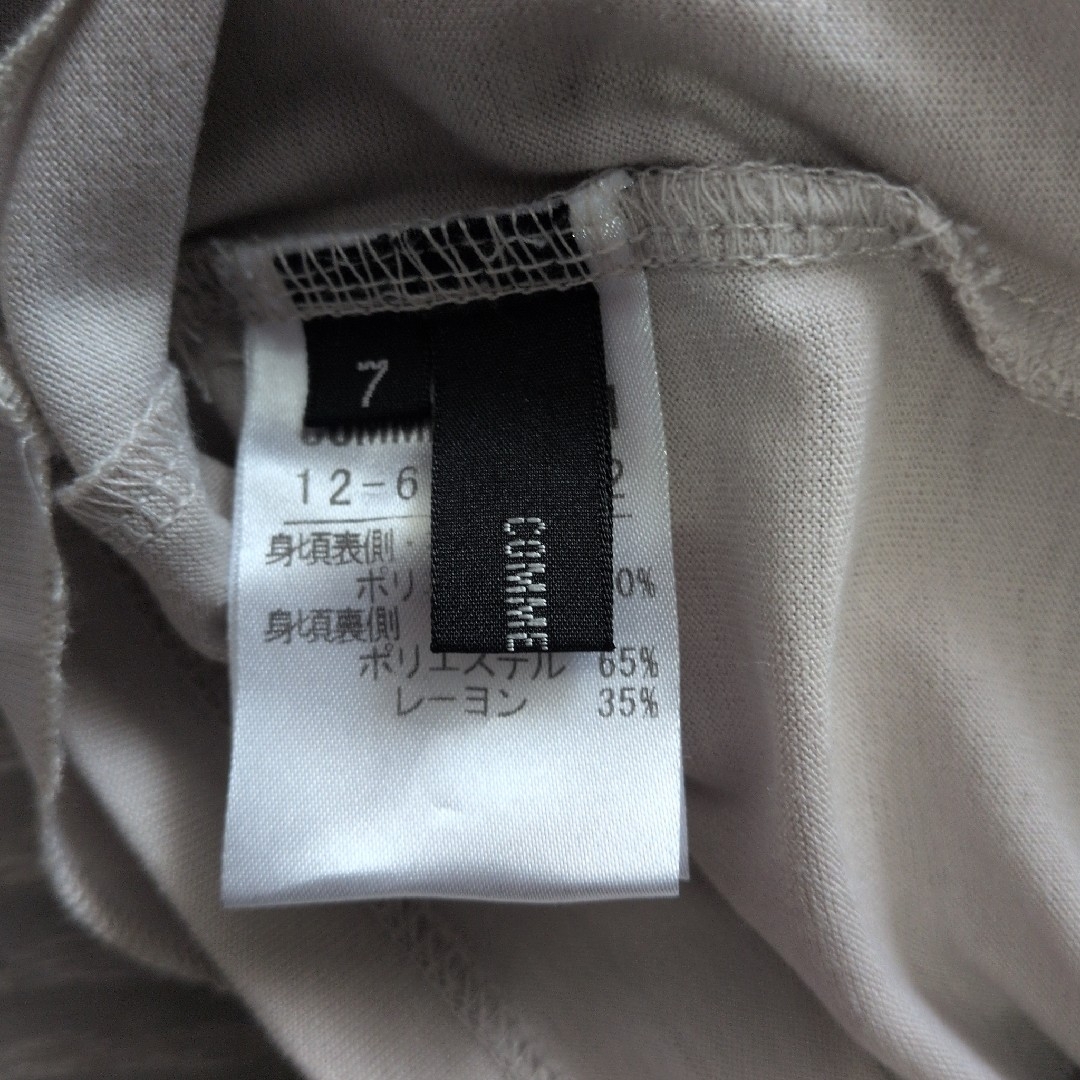 7
COMME
12-6
身頃表側
ポリ 0%
身頃裏側
ポリエステル 65%
レーヨン 35%